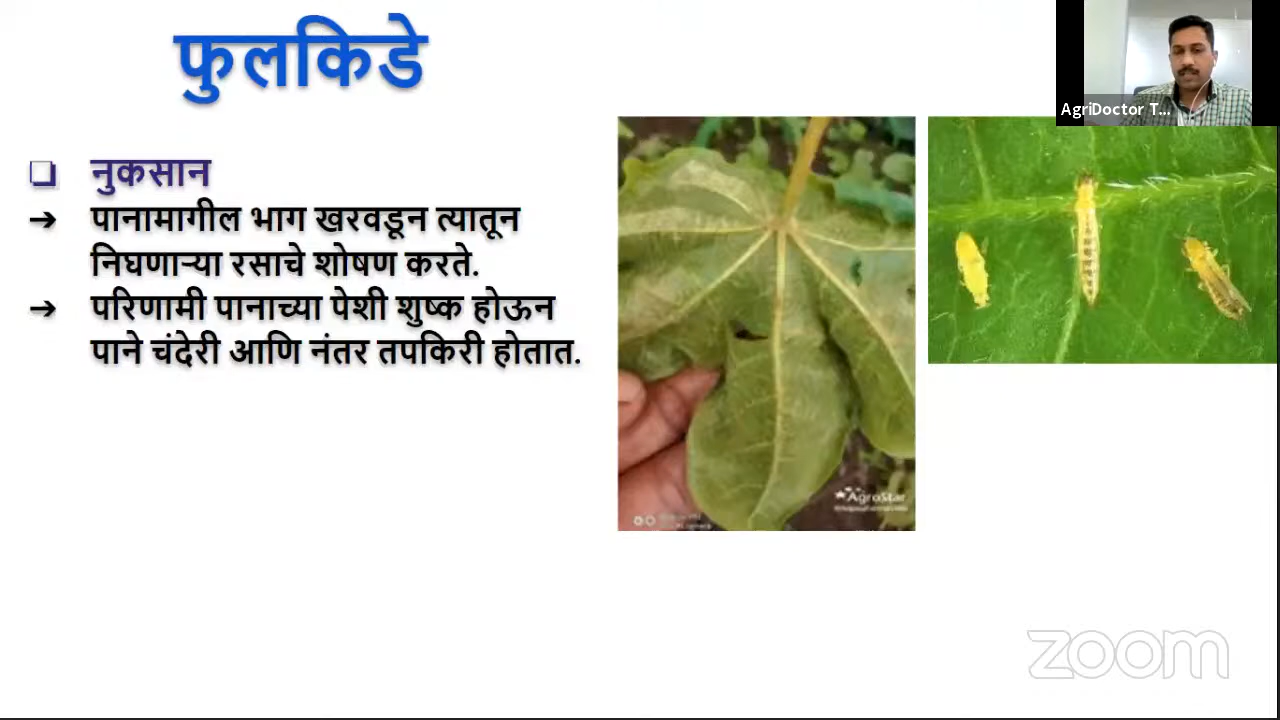 फुलकिडे
AgriDoctor T...
❑ नुकसान
➔ पानामागील भाग खरवडून त्यातून
निघणाऱ्या रसाचे शोषण करते.
➔ परिणामी पानाच्या पेशी शुष्क होऊन
पाने चंदेरी आणि नंतर तपकिरी होतात.
AgroStar
zoom